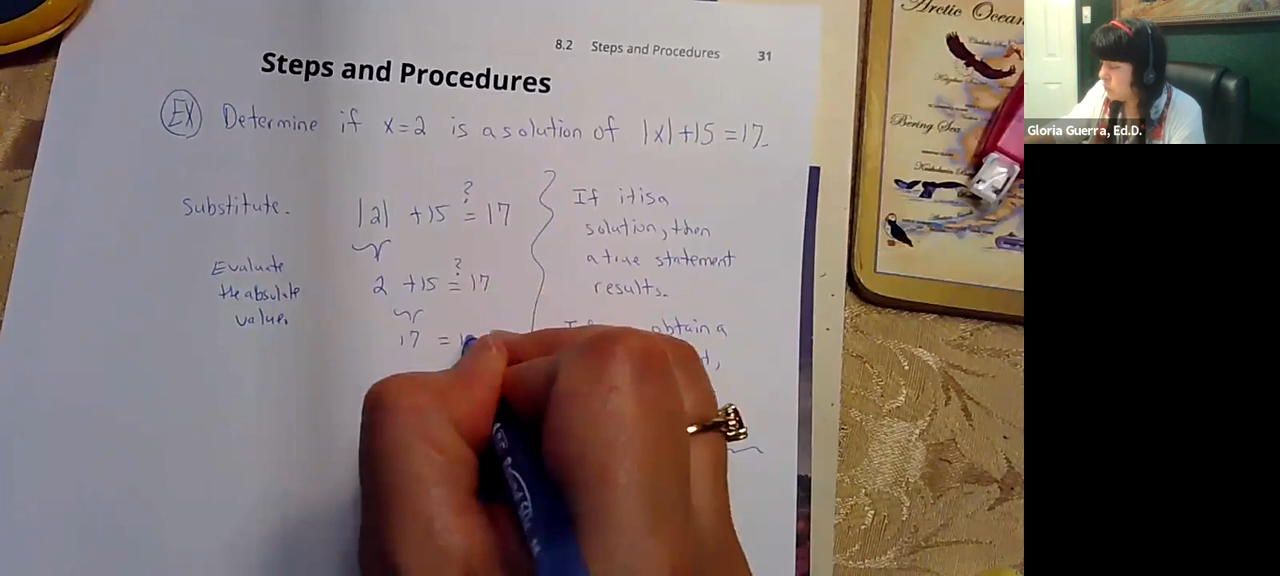 8.2 Steps and Procedures 31
Steps and Procedures
EX Determine if x=2 is a solution of |x|+15=17.
Substitute. |2| +15 ≟ 17
Evaluate the absolute value.
2 +15 ≟ 17
17 =
If it is a
solution, then
a true statement
results.
obtain a
Arctic Ocean
Bering Sea
Gloria Guerra, Ed.D.